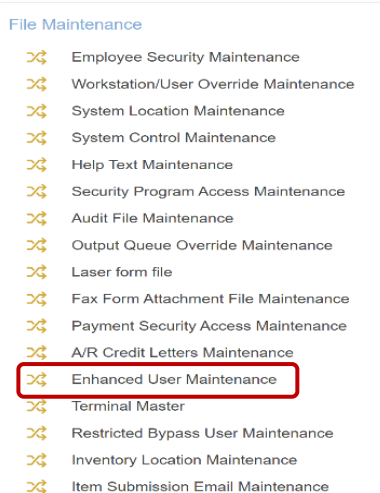 File Maintenance
Employee Security Maintenance
Workstation/User Override Maintenance
System Location Maintenance
System Control Maintenance
Help Text Maintenance
Security Program Access Maintenance
Audit File Maintenance
Output Queue Override Maintenance
Laser form file
Fax Form Attachment File Maintenance
Payment Security Access Maintenance
A/R Credit Letters Maintenance
Enhanced User Maintenance
Terminal Master
Restricted Bypass User Maintenance
Inventory Location Maintenance
Item Submission Email Maintenance